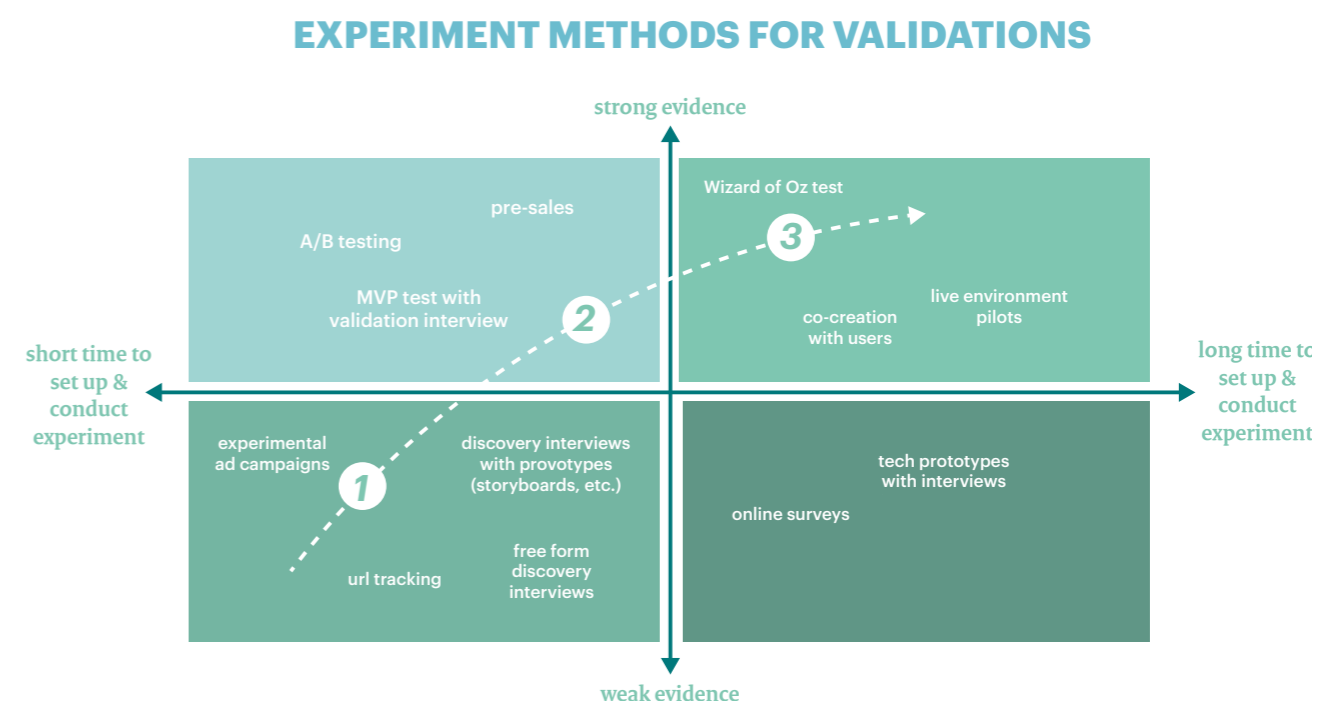 EXPERIMENT METHODS FOR VALIDATIONS
strong evidence
Wizard of Oz test
pre-sales
A/B testing
3
MVP test with
validation interview
2
live environment
pilots
co-creation
with users
short time to
set up &
conduct
experiment
long to
set up &
conduct
experiment
experimental
ad campaigns
1
discovery interviews
with provotypes
(storyboards, etc.)
tech prototypes
with interviews
online surveys
free form
discovery
interviews
url tracking
weak evidence